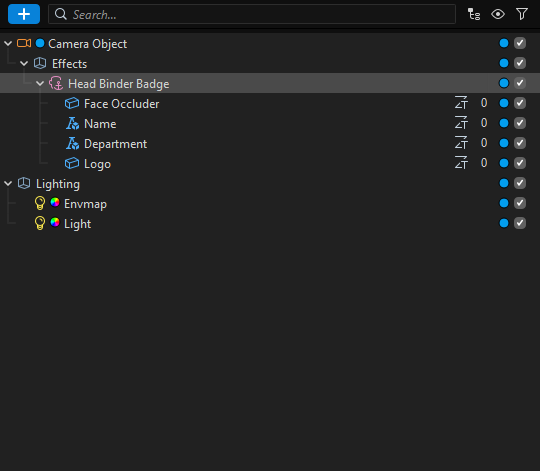 Search...
Camera Object
Effects
Head Binder Badge
Face Occluder 0
Name 0
Department 0
Logo 0
Lighting
Envmap
Light